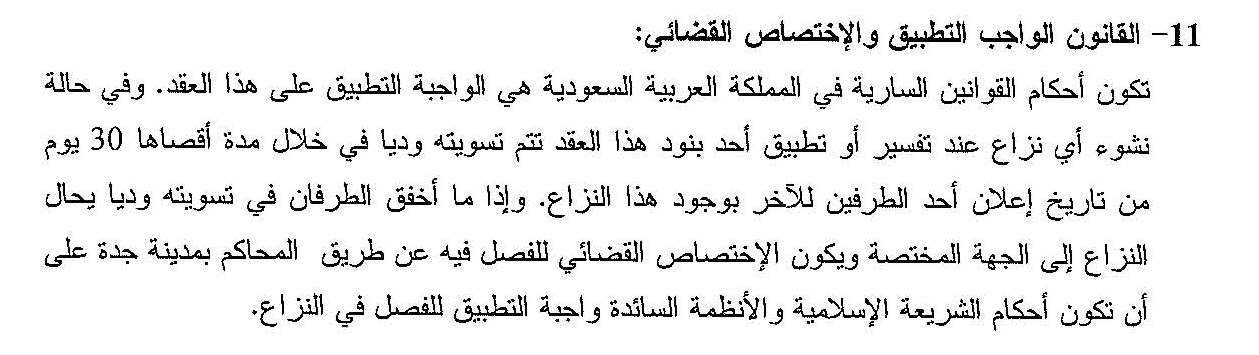 11- القانون الواجب التطبيق والإختصاص القضائي:
تكون أحكام القوانين السارية في المملكة العربية السعودية هي الواجبة التطبيق على هذا العقد. وفي حالة
نشوء أي نزاع عند تفسير أو تطبيق أحد بنود هذا العقد تتم تسويته وديا في خلال مدة أقصاها 30 يوم
من تاريخ إعلان أحد الطرفين للآخر بوجود هذا النزاع. وإذا ما أخفق الطرفان في تسويته وديا يحال
النزاع إلى الجهة المختصة ويكون الإختصاص القضائي للفصل فيه عن طريق المحاكم بمدينة جدة على
أن تكون أحكام الشريعة الإسلامية والأنظمة السائدة واجبة التطبيق للفصل في النزاع.